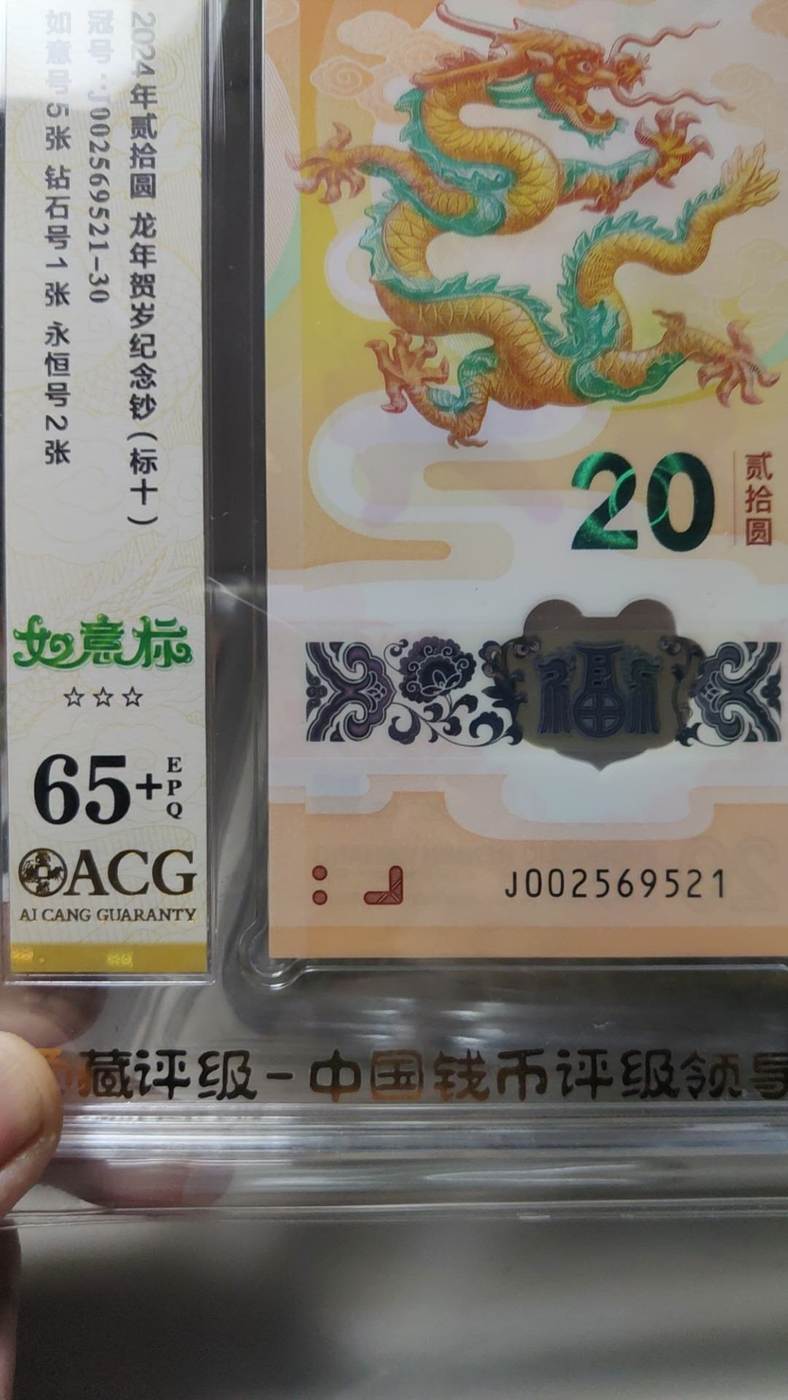 2024年贰拾圆 龙年贺岁纪念钞(标十)
冠号:J002569521-30
如意号5张 钻石号1张 永恒号2张
如意标
☆☆☆
65+
EPQ
ACG
AI CANG GUARANTY
20
贰拾圆
福
J002569521
藏评级-中国钱币评级领导